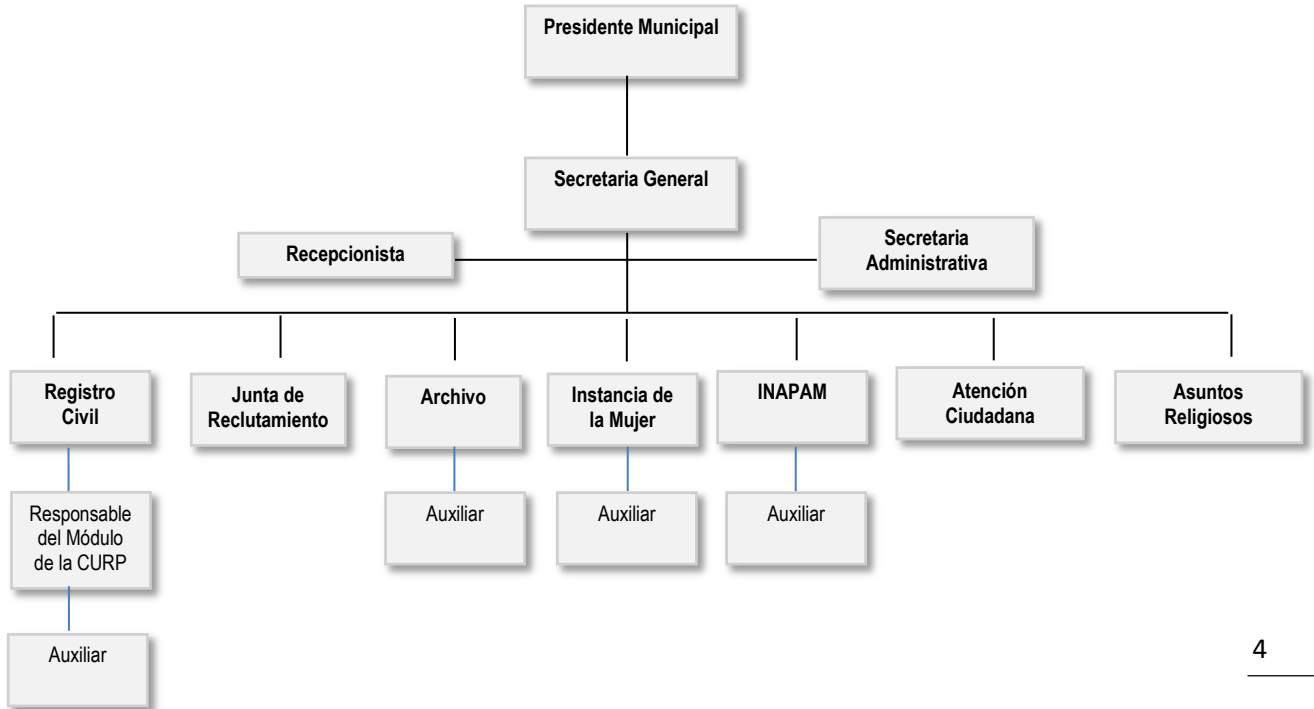 Presidente Municipal
Secretaria General
Recepcionista
Secretaria
Administrativa
Registro
Civil
Junta de
Reclutamiento
Archivo
Instancia de
la Mujer
INAPAM
Atención
Ciudadana
Asuntos
Religiosos
Responsable
del Módulo
de la CURP
Auxiliar
Auxiliar
Auxiliar
Auxiliar
4